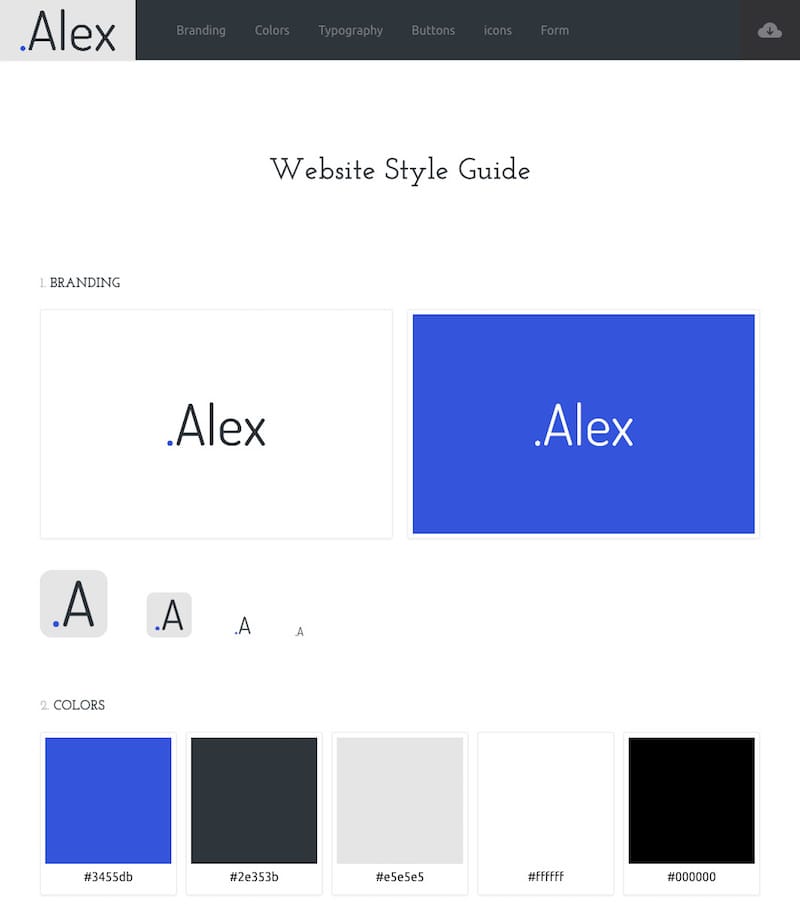 .Alex
Branding Colors Typography Buttons icons Form
Website Style Guide
1. BRANDING
.Alex .Alex
.A .A .A .A
2. COLORS
#3455db #2e353b #e5e5e5 #ffffff #000000